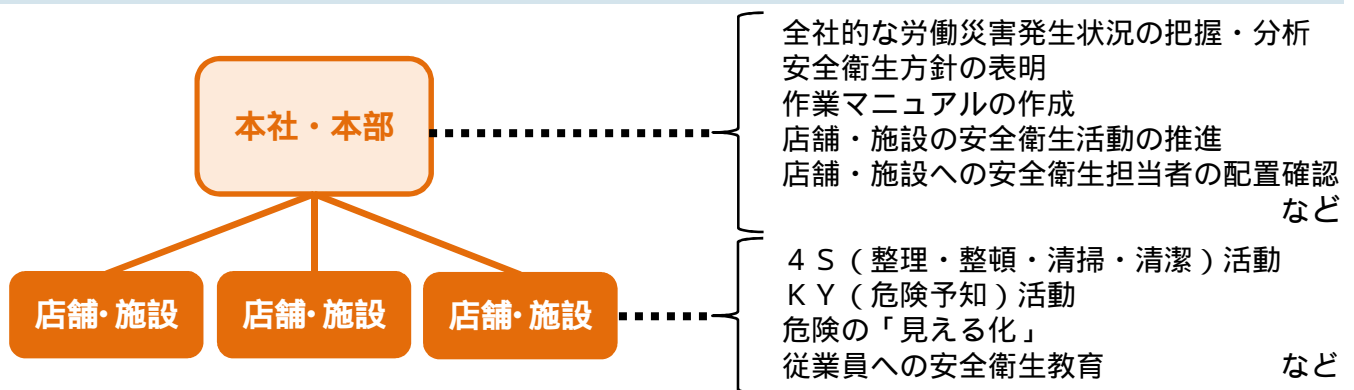 本社・本部
全社的な労働災害発生状況の把握・分析
安全衛生方針の表明
作業マニュアルの作成
店舗・施設の安全衛生活動の推進
店舗・施設への安全衛生担当者の配置確認
など
店舗・施設
店舗・施設
店舗・施設
４Ｓ（整理・整頓・清掃・清潔）活動
ＫＹ（危険予知）活動
危険の「見える化」
従業員への安全衛生教育 など